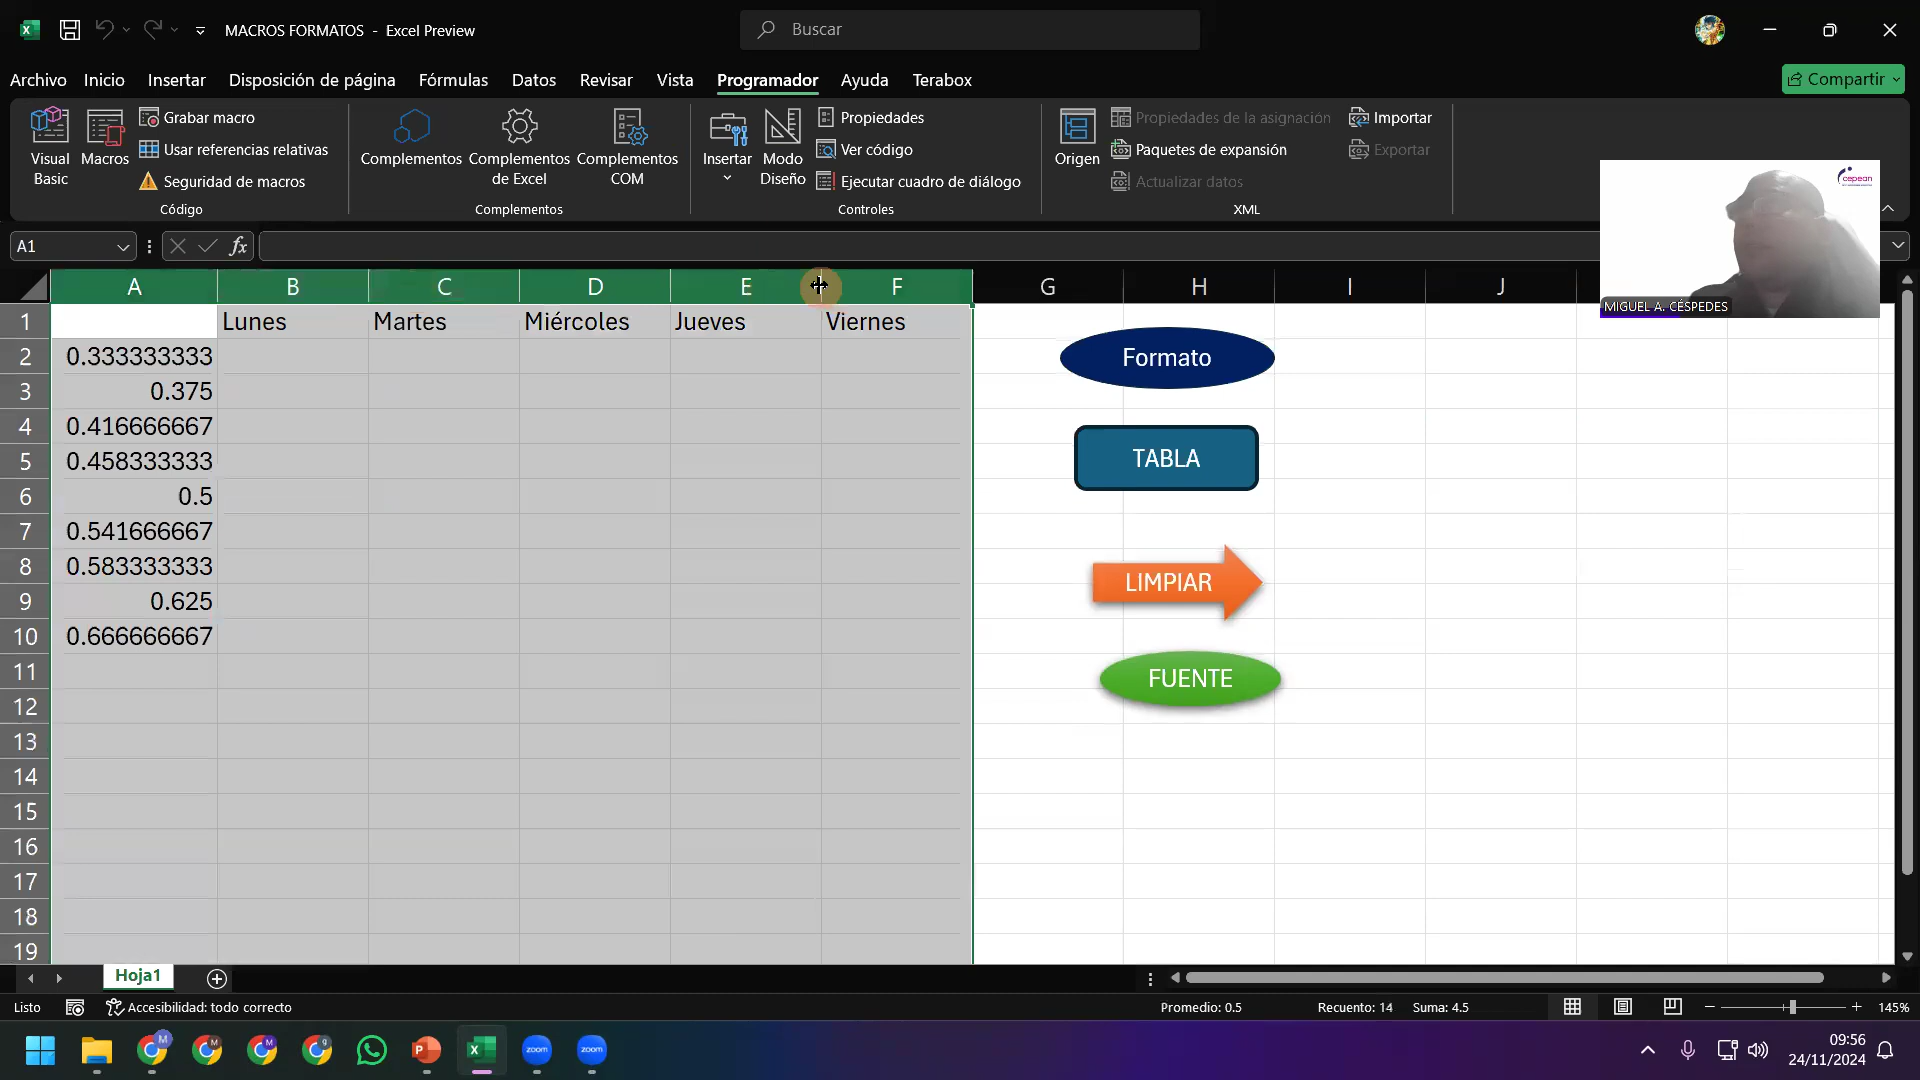 MACROS FORMATOS - Excel Preview
Buscar
Archivo Inicio Insertar Disposición de página Fórmulas Datos Revisar Vista Programador Ayuda Terabox
Compartir
Visual Basic
Macros
Grabar macro
Usar referencias relativas
Seguridad de macros
Código
Complementos
Complementos de Excel
Complementos COM
Complementos
Insertar
Modo Diseño
Propiedades
Ver código
Ejecutar cuadro de diálogo
Controles
Origen
Propiedades de la asignación
Paquetes de expansión
Actualizar datos
Importar
Exportar
XML
cepean
MIGUEL A. CÉSPEDES
A1
fx
A B C D E F G H I J
1 Lunes Martes Miércoles Jueves Viernes
2 0.333333333
3 0.375
4 0.416666667
5 0.458333333
6 0.5
7 0.541666667
8 0.583333333
9 0.625
10 0.666666667
11
12
13
14
15
16
17
18
19
Formato
TABLA
LIMPIAR
FUENTE
Hoja1
Listo
Accesibilidad: todo correcto
Promedio: 0.5 Recuento: 14 Suma: 4.5
145%
zoom
zoom
09:56
24/11/2024